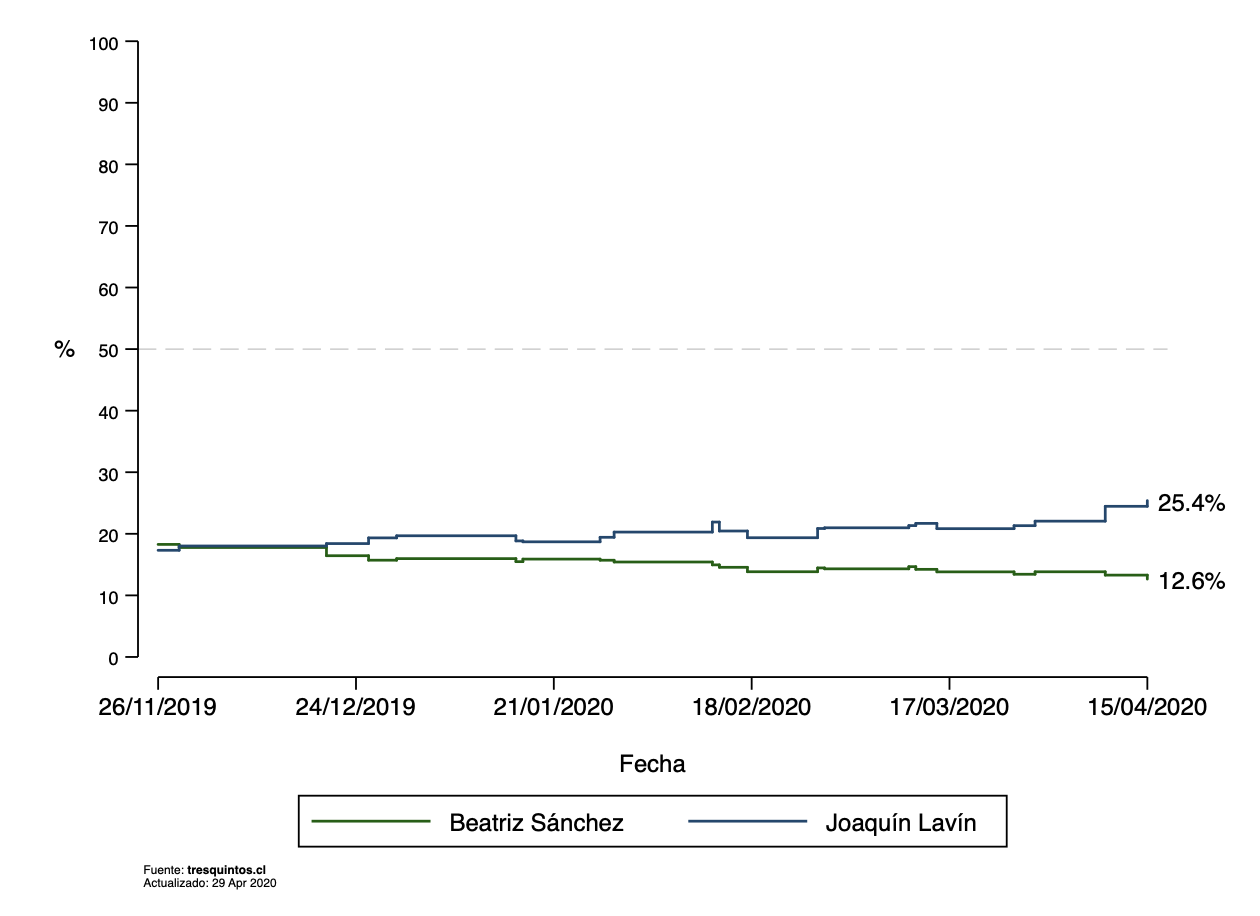 100
90
80
70
60
50
40
30
20
10
0
%
25.4%
12.6%
26/11/2019 24/12/2019 21/01/2020 18/02/2020 17/03/2020 15/04/2020
Fecha
Beatriz Sánchez Joaquín Lavín
Fuente: tresquintos.cl
Actualizado: 29 Apr 2020